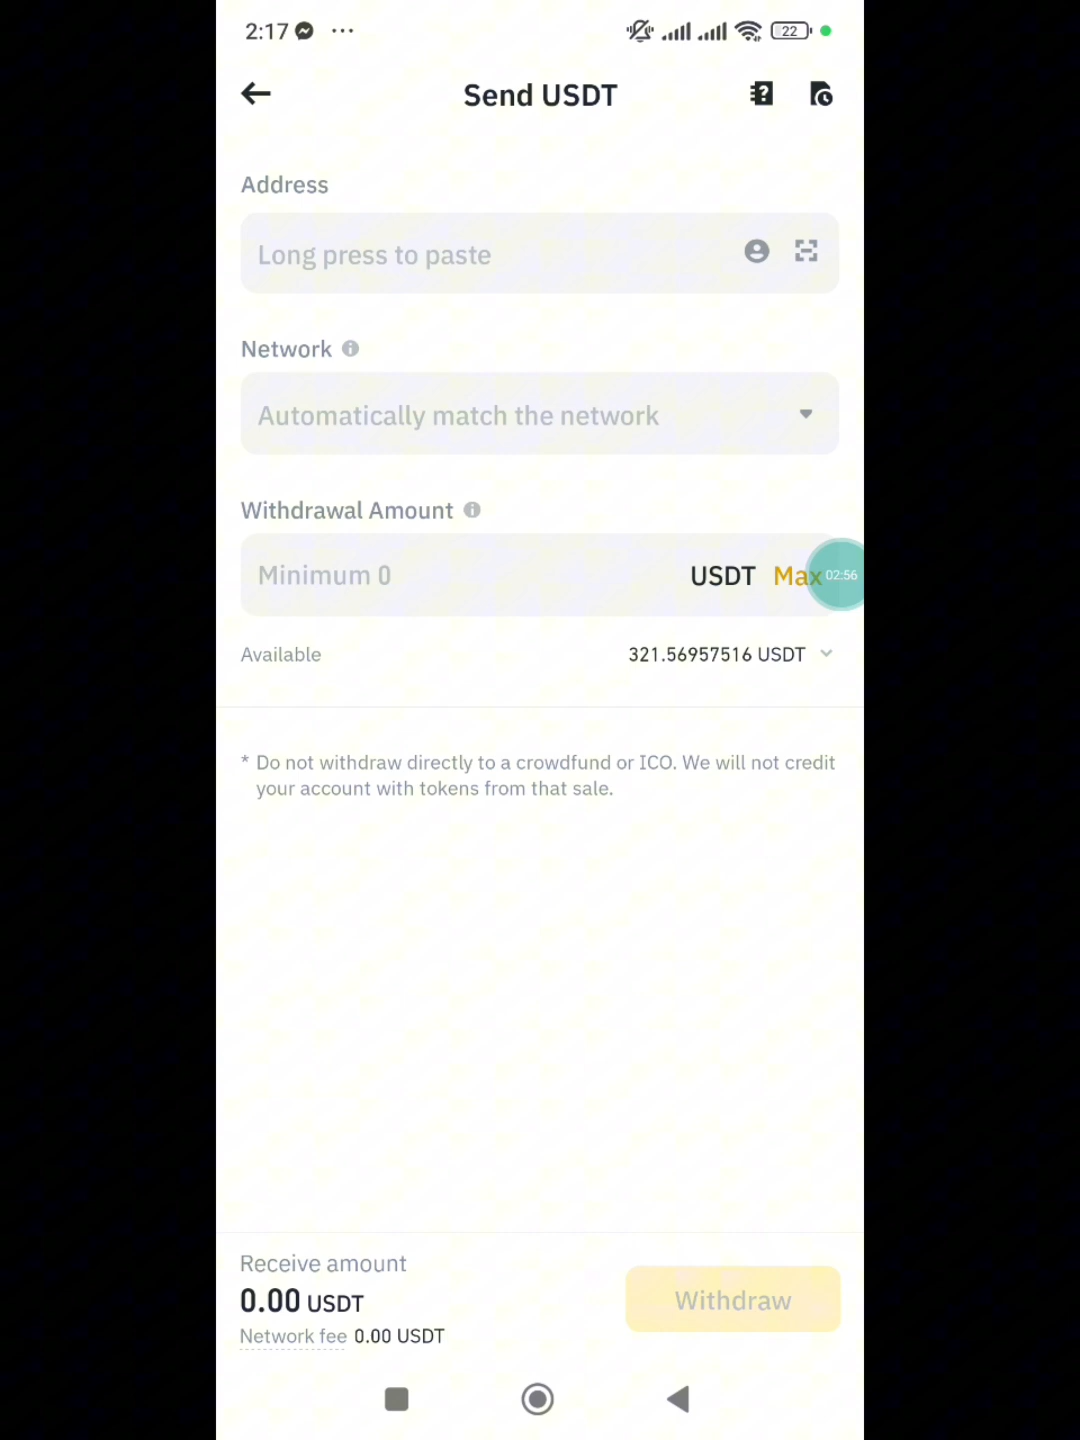 2:17 ...
22
Send USDT
Address
Long press to paste
Network
Automatically match the network
Withdrawal Amount
Minimum 0 USDT Max 02:56
Available 321.56957516 USDT
* Do not withdraw directly to a crowdfund or ICO. We will not credit
your account with tokens from that sale.
Receive amount
0.00 USDT
Withdraw
Network fee 0.00 USDT